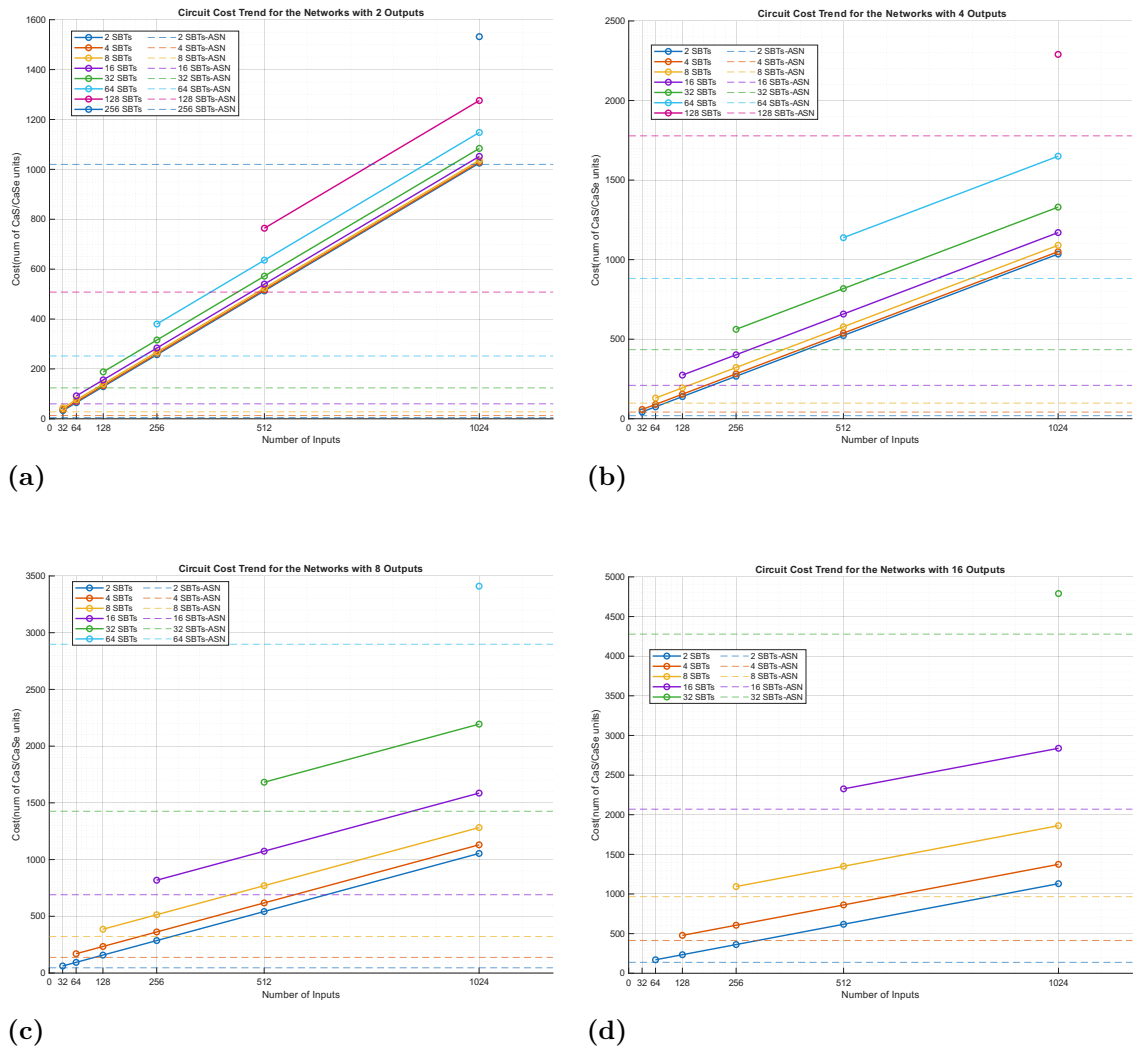 Circuit Cost Trend for the Networks with 2 Outputs
1600
1400
1200
1000
800
600
400
200
0
Cost(num of CaS/CaSe units)
2 SBTs 2 SBTs-ASN
4 SBTs 4 SBTs-ASN
8 SBTs 8 SBTs-ASN
16 SBTs 16 SBTs-ASN
32 SBTs 32 SBTs-ASN
64 SBTs 64 SBTs-ASN
128 SBTs 128 SBTs-ASN
256 SBTs 256 SBTs-ASN
0 32 64 128 256 512 1024
Number of Inputs
(a)
Circuit Cost Trend for the Networks with 4 Outputs
2500
2000
1500
1000
500
0
Cost(num of CaS/CaSe units)
2 SBTs 2 SBTs-ASN
4 SBTs 4 SBTs-ASN
8 SBTs 8 SBTs-ASN
16 SBTs 16 SBTs-ASN
32 SBTs 32 SBTs-ASN
64 SBTs 64 SBTs-ASN
128 SBTs 128 SBTs-ASN
0 32 64 128 256 512 1024
Number of Inputs
(b)
Circuit Cost Trend for the Networks with 8 Outputs
3500
3000
2500
2000
1500
1000
500
0
Cost(num of CaS/CaSe units)
2 SBTs 2 SBTs-ASN
4 SBTs 4 SBTs-ASN
8 SBTs 8 SBTs-ASN
16 SBTs 16 SBTs-ASN
32 SBTs 32 SBTs-ASN
64 SBTs 64 SBTs-ASN
0 32 64 128 256 512 1024
Number of Inputs
(c)
Circuit Cost Trend for the Networks with 16 Outputs
5000
4500
4000
3500
3000
2500
2000
1500
1000
500
0
Cost(num of CaS/CaSe units)
2 SBTs 2 SBTs-ASN
4 SBTs 4 SBTs-ASN
8 SBTs 8 SBTs-ASN
16 SBTs 16 SBTs-ASN
32 SBTs 32 SBTs-ASN
0 32 64 128 256 512 1024
Number of Inputs
(d)